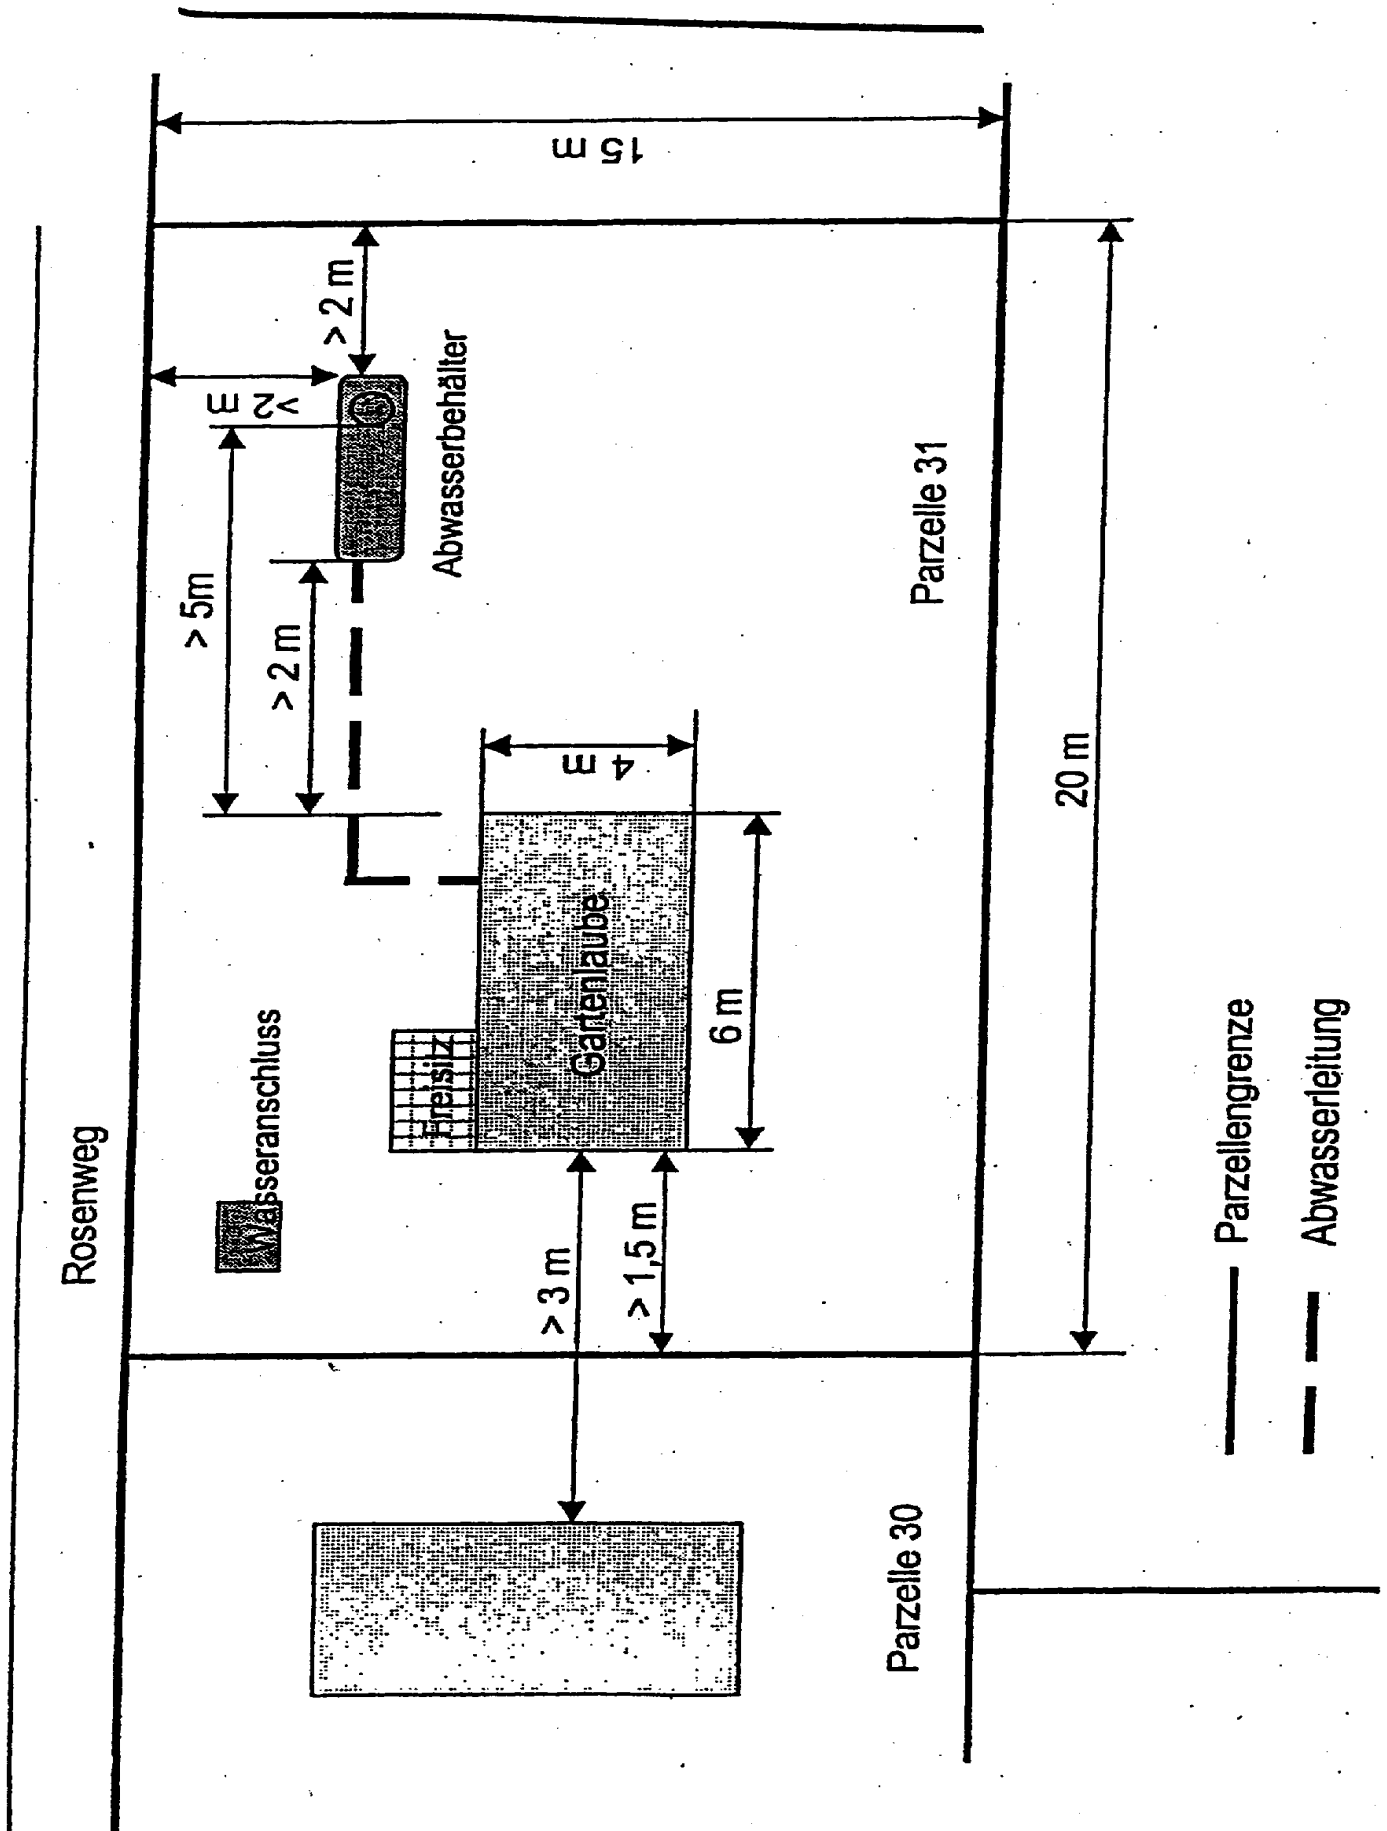 Rosenweg
Wasseranschluss
> 5m
> 2 m
>2 m
> 2 m
15 m
Abwasserbehälter
Freisitz
Gartenlaube
4 m
6 m
> 3 m
> 1,5 m
Parzelle 30
Parzelle 31
20 m
Parzellengrenze
Abwasserleitung